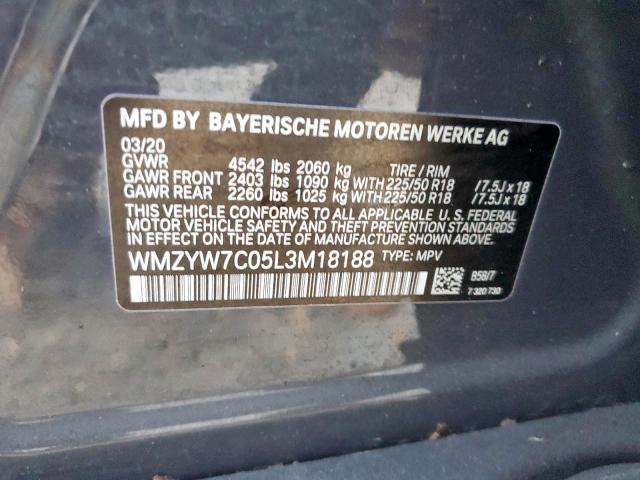 MFD BY BAYERISCHE MOTOREN WERKE AG
03/20
GVWR 4542 lbs 2060 kg TIRE / RIM
GAWR FRONT 2403 lbs 1090 kg WITH 225/50 R18 /7.5J x 18
GAWR REAR 2260 lbs 1025 kg WITH 225/50 R18 /7.5J x 18
THIS VEHICLE CONFORMS TO ALL APPLICABLE U. S. FEDERAL
MOTOR VEHICLE SAFETY AND THEFT PREVENTION STANDARDS
IN EFFECT ON THE DATE OF MANUFACTURE SHOWN ABOVE.
WMZYW7C05L3M18188 TYPE: MPV
B5B/7
7 320 730